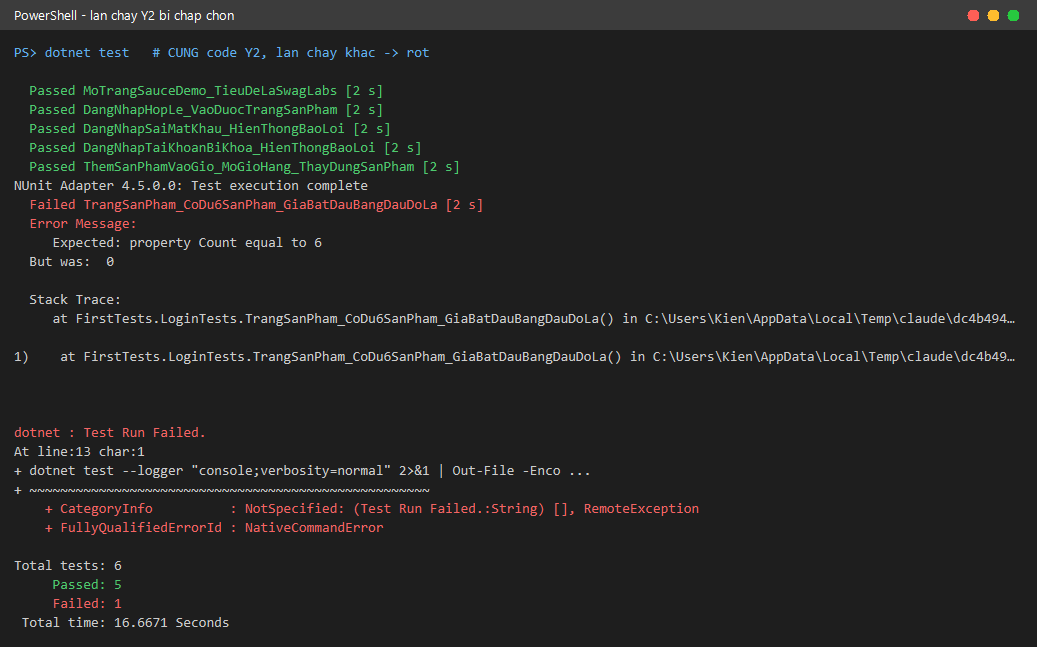 PowerShell - lan chay Y2 bi chap chon
PS> dotnet test   # CUNG code Y2, lan chay khac -> rot
Passed MoTrangSauceDemo_TieuDeLaSwagLabs [2 s]
Passed DangNhapHopLe_VaoDuocTrangSanPham [2 s]
Passed DangNhapSaiMatKhau_HienThongBaoLoi [2 s]
Passed DangNhapTaiKhoanBiKhoa_HienThongBaoLoi [2 s]
Passed ThemSanPhamVaoGio_MoGioHang_ThayDungSanPham [2 s]
NUnit Adapter 4.5.0.0: Test execution complete
Failed TrangSanPham_CoDu6SanPham_GiaBatDauBangDauDoLa [2 s]
Error Message:
Expected: property Count equal to 6
But was:  0
Stack Trace:
at FirstTests.LoginTests.TrangSanPham_CoDu6SanPham_GiaBatDauBangDauDoLa() in C:\Users\Kien\AppData\Local\Temp\claude\dc4b494…
1)    at FirstTests.LoginTests.TrangSanPham_CoDu6SanPham_GiaBatDauBangDauDoLa() in C:\Users\Kien\AppData\Local\Temp\claude\dc4b49…
dotnet : Test Run Failed.
At line:13 char:1
+ dotnet test --logger "console;verbosity=normal" 2>&1 | Out-File -Enco ...
+ ~~~~~~~~~~~~~~~~~~~~~~~~~~~~~~~~~~~~~~~~~~~~~~~~~~~~
+ CategoryInfo          : NotSpecified: (Test Run Failed.:String) [], RemoteException
+ FullyQualifiedErrorId : NativeCommandError
Total tests: 6
Passed: 5
Failed: 1
Total time: 16.6671 Seconds